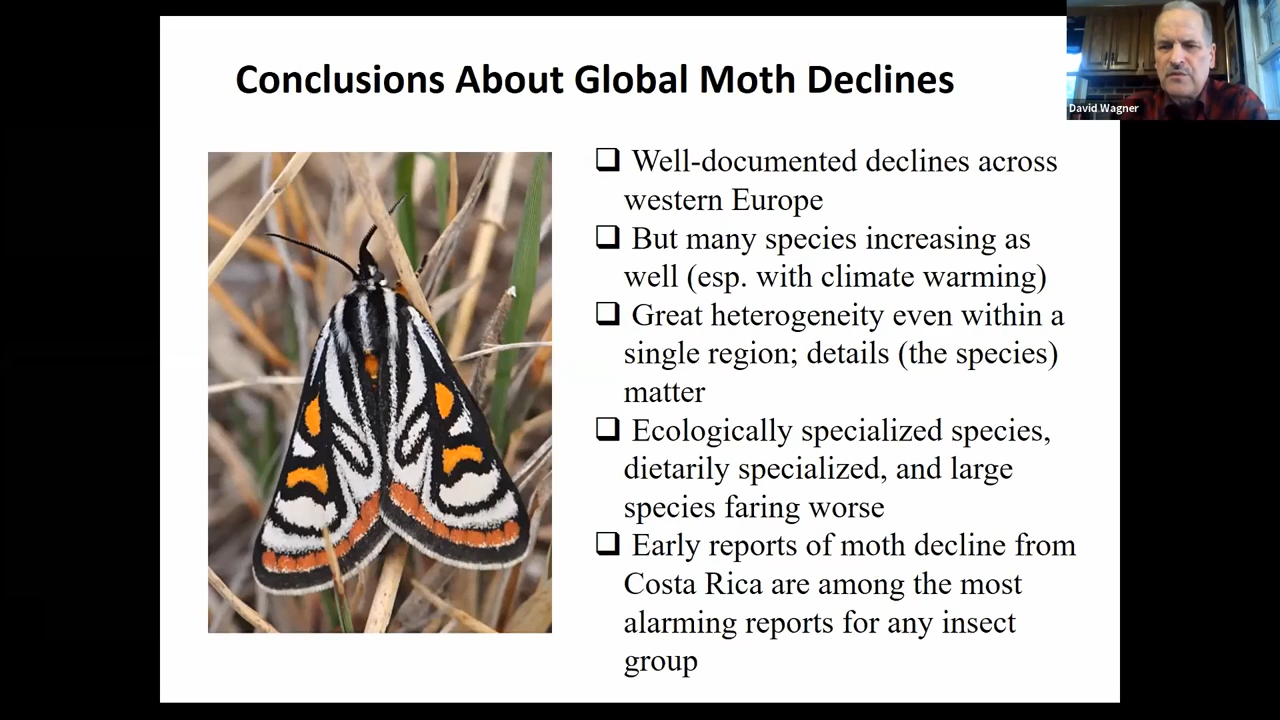 Conclusions About Global Moth Declines
David Wagner
❑ Well-documented declines across
western Europe
❑ But many species increasing as
well (esp. with climate warming)
❑ Great heterogeneity even within a
single region; details (the species)
matter
❑ Ecologically specialized species,
dietarily specialized, and large
species faring worse
❑ Early reports of moth decline from
Costa Rica are among the most
alarming reports for any insect
group